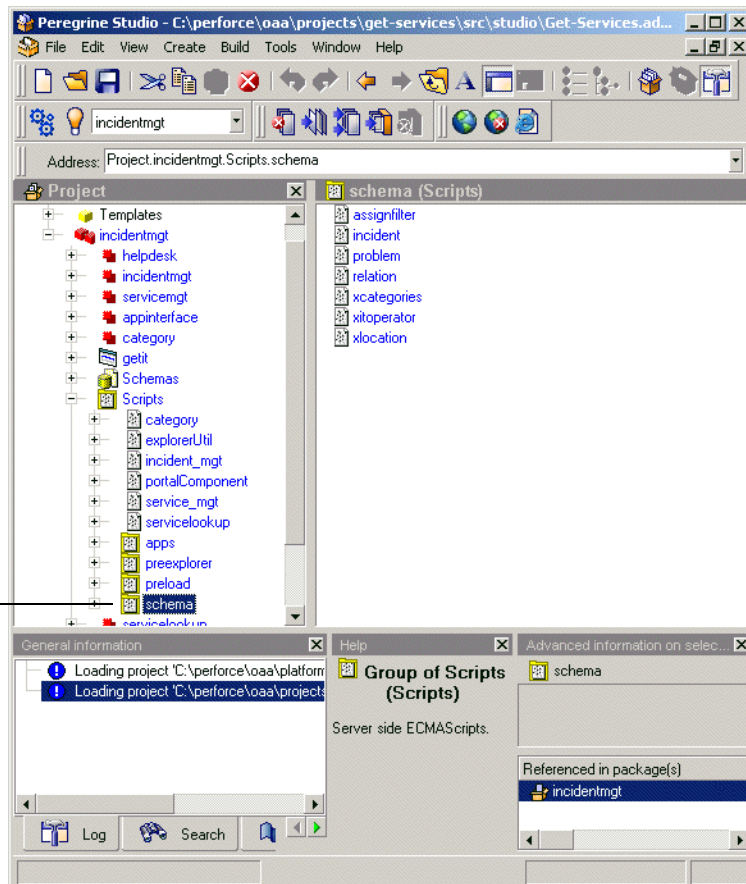 Peregrine Studio - C:\perforce\oaa\projects\get-services\src\studio\Get-Services.ad...
File Edit View Create Build Tools Window Help
incidentmgt
Address: Project.incidentmgt.Scripts.schema
Project
Templates
incidentmgt
helpdesk
incidentmgt
servicemgt
appinterface
category
getit
Schemas
Scripts
category
explorerUtil
incident_mgt
portalComponent
service_mgt
servicelookup
apps
preexplorer
preload
schema
servicelookup
schema (Scripts)
assignfilter
incident
problem
relation
xcategories
xitoperator
xlocation
General information
Loading project 'C:\perforce\oaa\platform
Loading project 'C:\perforce\oaa\projects
Log
Search
Help
Group of Scripts
(Scripts)
Server side ECMAScripts.
Advanced information on selec...
schema
Referenced in package(s)
incidentmgt